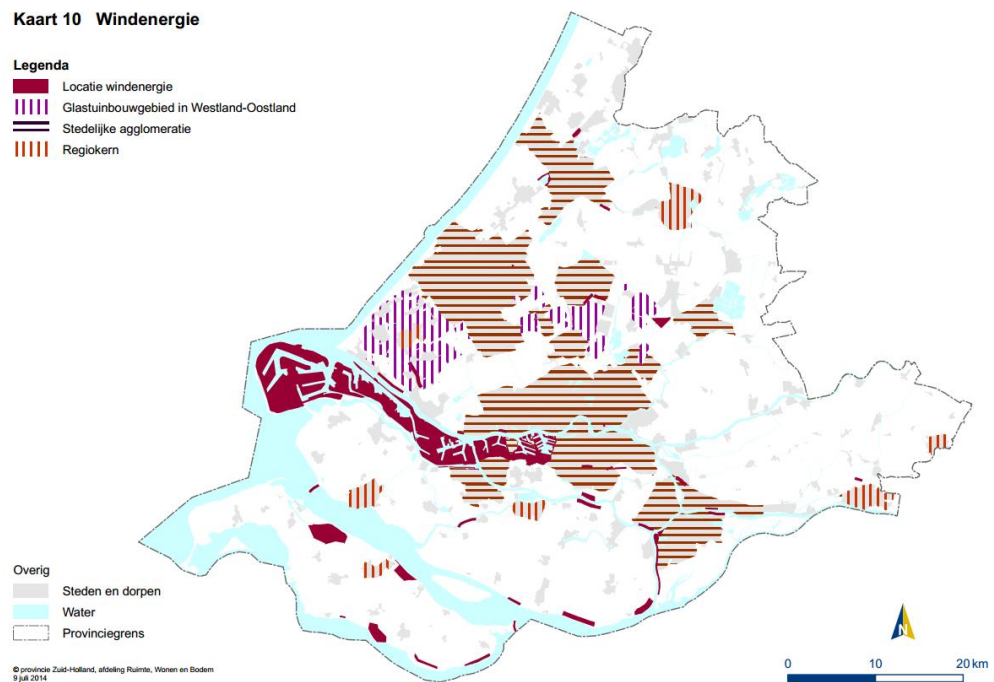 Kaart 10 Windenergie
Legenda
Locatie windenergie
Glastuinbouwgebied in Westland-Oostland
Stedelijke agglomeratie
Regiokern
Overig
Steden en dorpen
Water
Provinciegrens
© provincie Zuid-Holland, afdeling Ruimte, Wonen en Bodem
9 juli 2014
N
0 10 20 km